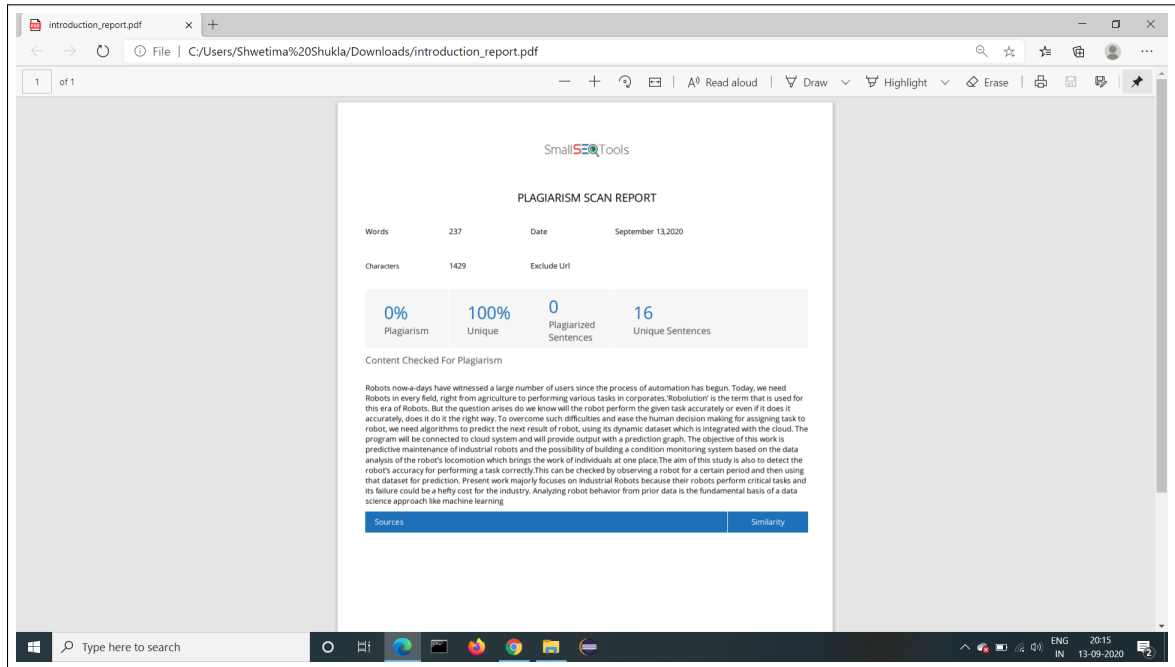 introduction_report.pdf
File | C:/Users/Shwetima%20Shukla/Downloads/introduction_report.pdf
1 of 1
Read aloud
Draw
Highlight
Erase
SmallSEOTools
PLAGIARISM SCAN REPORT
Words 237 Date September 13,2020
Characters 1429 Exclude Url
0% 100% 0 16
Plagiarism Unique Plagiarized Sentences Unique Sentences
Content Checked For Plagiarism
Robots now-a-days have witnessed a large number of users since the process of automation has begun. Today, we need
Robots in every field, right from agriculture to performing various tasks in corporates.'Robolution' is the term that is used for
this era of Robots. But the question arises do we know will the robot perform the given task accurately or even if it does it
accurately, does it do it the right way. To overcome such difficulties and ease the human decision making for assigning task to
robot, we need algorithms to predict the next result of robot, using its dynamic dataset which is integrated with the cloud. The
program will be connected to cloud system and will provide output with a prediction graph. The objective of this work is
predictive maintenance of industrial robots and the possibility of building a condition monitoring system based on the data
analysis of the robot's locomotion which brings the work of individuals at one place.The aim of this study is also to detect the
robot's accuracy for performing a task correctly.This can be checked by observing a robot for a certain period and then using
that dataset for prediction. Present work majorly focuses on Industrial Robots because their robots perform critical tasks and
its failure could be a hefty cost for the industry. Analyzing robot behavior from prior data is the fundamental basis of a data
science approach like machine learning
Sources Similarity
Type here to search
ENG 20:15
IN 13-09-2020
2